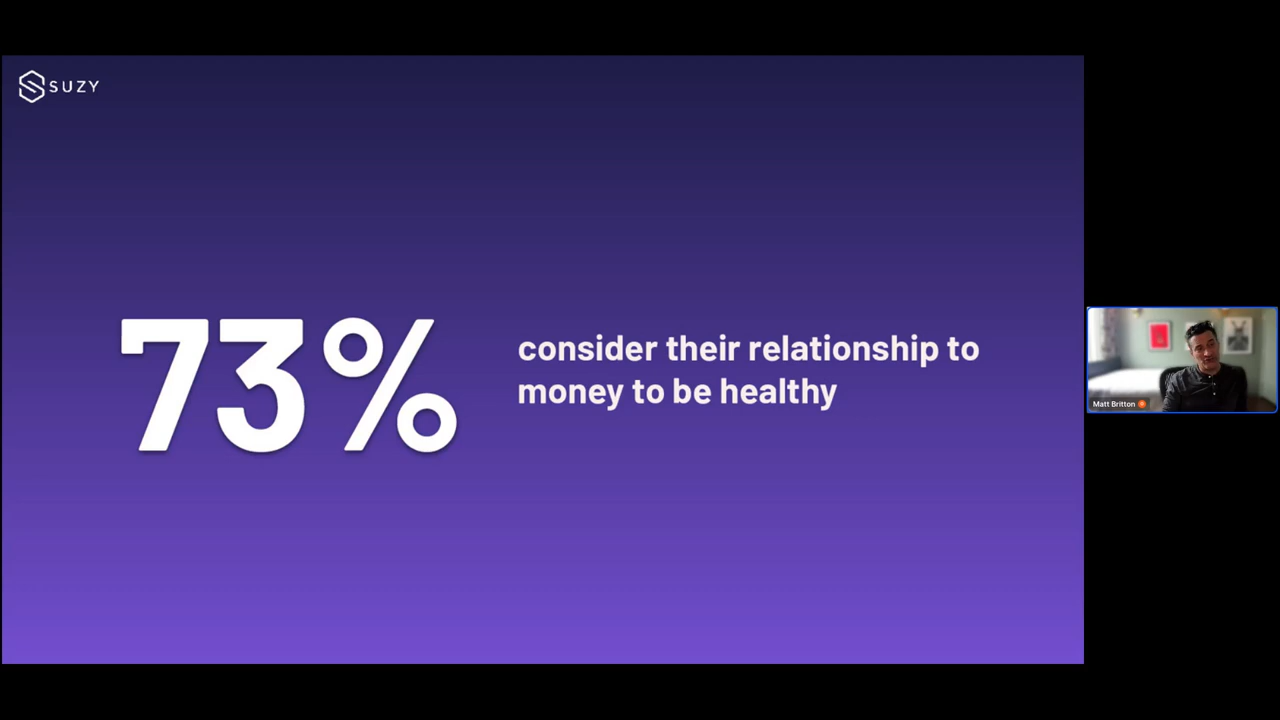 SUZY
73%
consider their relationship to
money to be healthy
Matt Britton